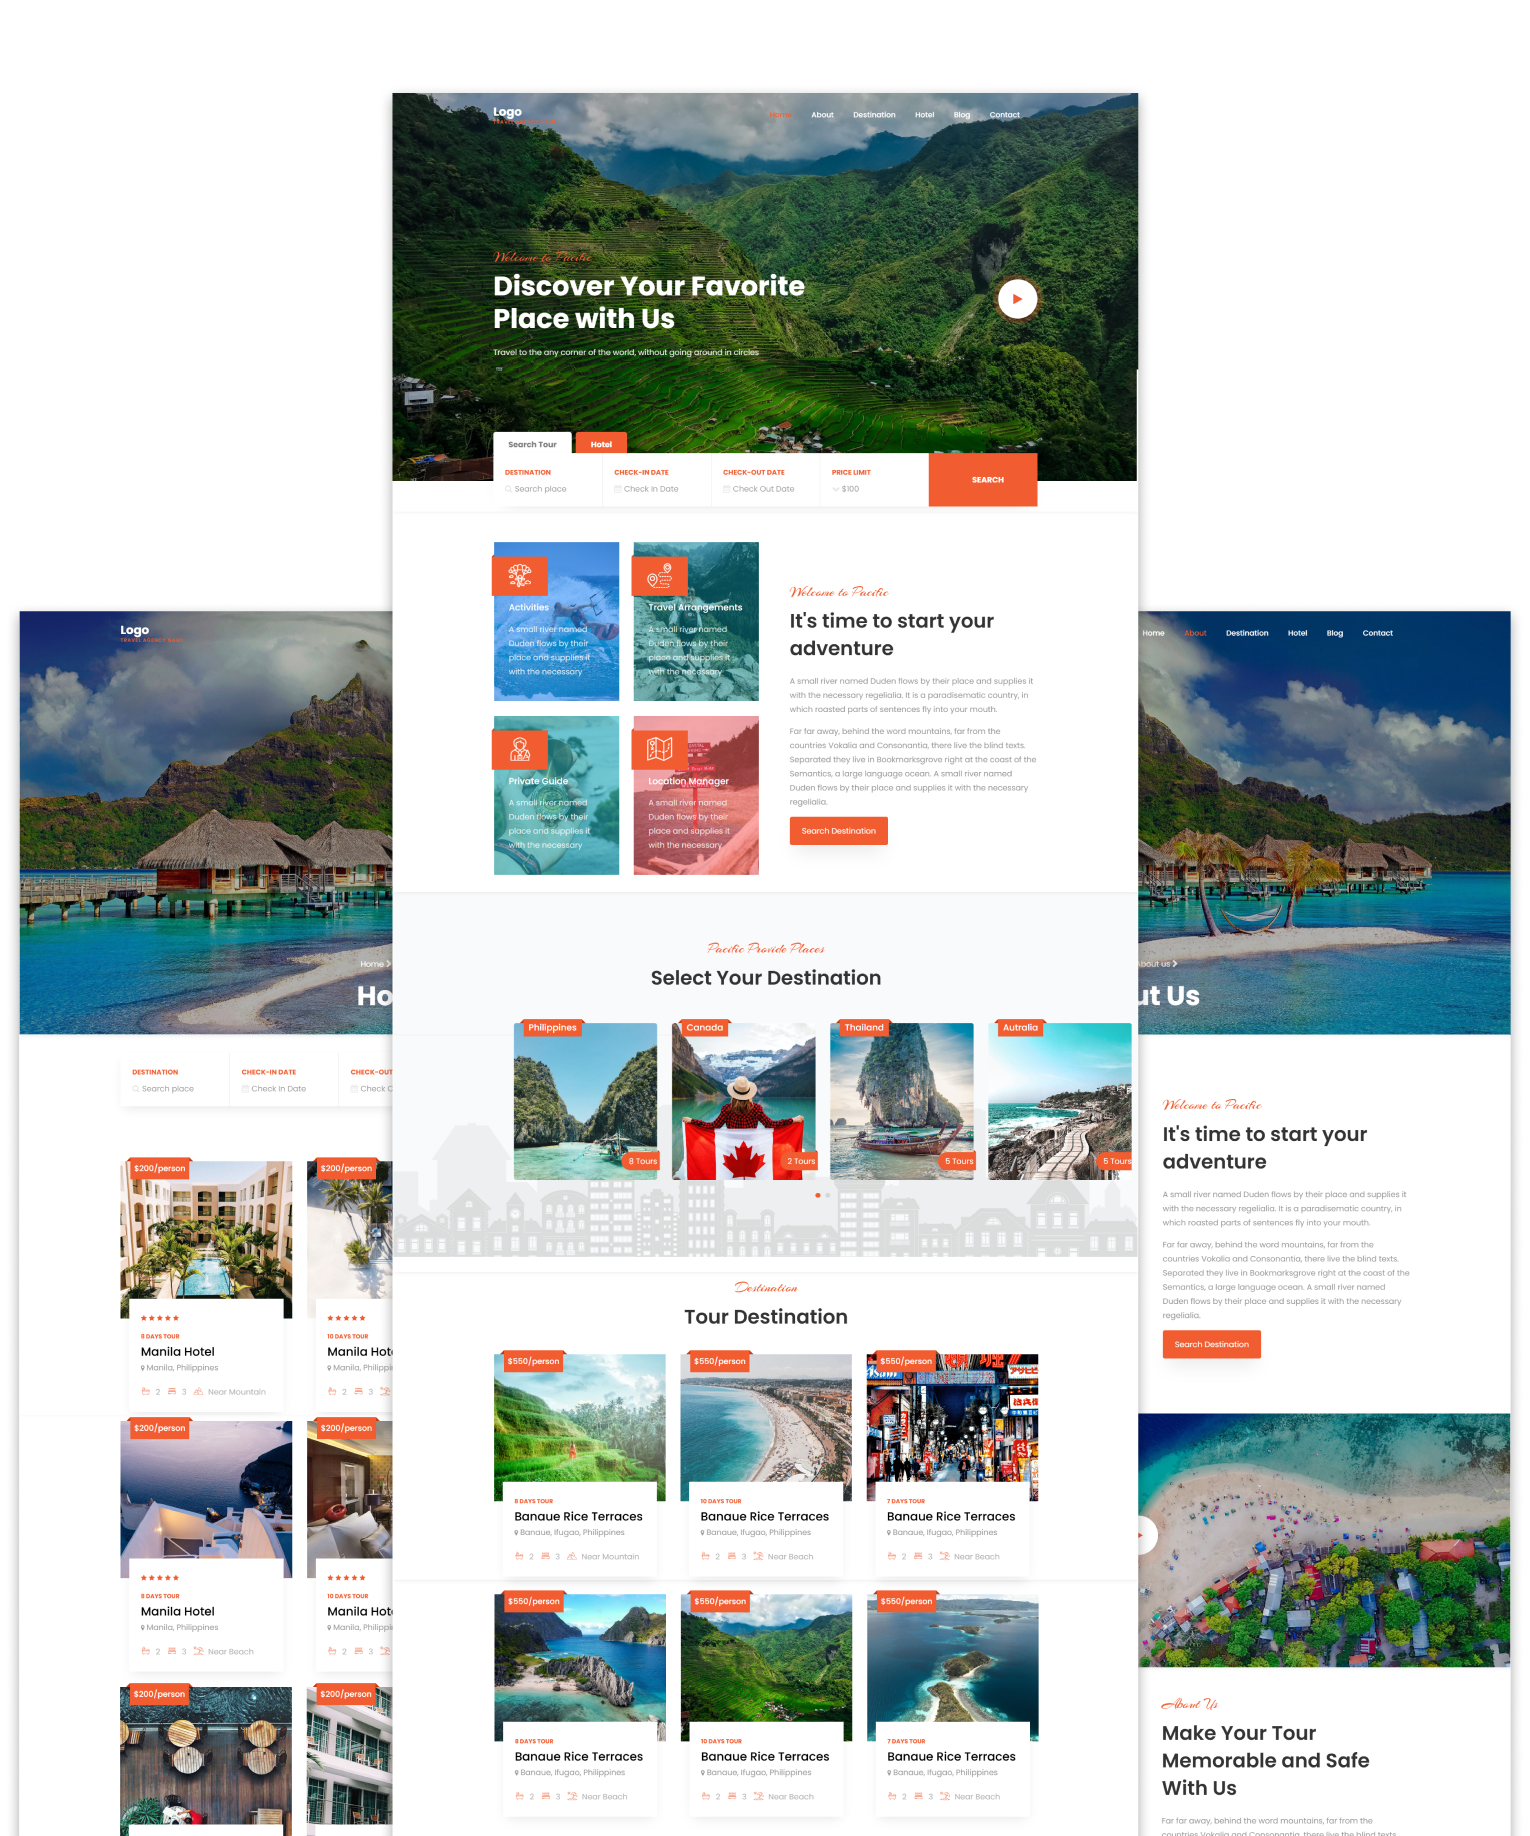 Logo
Home About Destination Hotel Blog Contact
Welcome to Pacific
Discover Your Favorite
Place with Us
Travel to the any corner of the world, without going around in circles
Search Tour
Hotel
DESTINATION
Search place
CHECK-IN DATE
Check In Date
CHECK-OUT DATE
Check Out Date
PRICE LIMIT
$100
SEARCH
Activities
A small river named
Duden flows by their
place and supplies it
with the necessary
Travel Arrangements
A small river named
Duden flows by their
place and supplies it
with the necessary
Private Guide
A small river named
Duden flows by their
place and supplies it
with the necessary
Location Manager
A small river named
Duden flows by their
place and supplies it
with the necessary
Welcome to Pacific
It's time to start your
adventure
A small river named Duden flows by their place and supplies it
with the necessary regelialia. It is a paradisematic country, in
which roasted parts of sentences fly into your mouth.
Far far away, behind the word mountains, far from the
countries Vokalia and Consonantia, there live the blind texts.
Separated they live in Bookmarksgrove right at the coast of the
Semantics, a large language ocean. A small river named
Duden flows by their place and supplies it with the necessary
regelialia.
Search Destination
Pacific Provide Places
Select Your Destination
Philippines
8 Tours
Canada
2 Tours
Thailand
5 Tours
Autralia
5 Tours
Destination
Tour Destination
$550/person
8 DAYS TOUR
Banaue Rice Terraces
Banaue, Ifugao, Philippines
2 3 Near Mountain
$550/person
10 DAYS TOUR
Banaue Rice Terraces
Banaue, Ifugao, Philippines
2 3 Near Beach
$550/person
7 DAYS TOUR
Banaue Rice Terraces
Banaue, Ifugao, Philippines
2 3 Near Beach
$550/person
8 DAYS TOUR
Banaue Rice Terraces
Banaue, Ifugao, Philippines
2 3 Near Beach
$550/person
10 DAYS TOUR
Banaue Rice Terraces
Banaue, Ifugao, Philippines
2 3 Near Beach
$550/person
7 DAYS TOUR
Banaue Rice Terraces
Banaue, Ifugao, Philippines
2 3 Near Beach
Logo
TRAVEL AGENCY
Home
Ho
DESTINATION
Search place
CHECK-IN DATE
Check In Date
CHECK-OUT
Check
$200/person
8 DAYS TOUR
Manila Hotel
Manila, Philippines
2 3 Near Mountain
$200/person
10 DAYS TOUR
Manila Hot
Manila, Philippi
2 3
$200/person
8 DAYS TOUR
Manila Hotel
Manila, Philippines
2 3 Near Beach
$200/person
10 DAYS TOUR
Manila Hot
Manila, Philippi
2 3
$200/person
$200/person
Home About Destination Hotel Blog Contact
bout us
ut Us
Welcome to Pacific
It's time to start your
adventure
A small river named Duden flows by their place and supplies it
with the necessary regelialia. It is a paradisematic country, in
which roasted parts of sentences fly into your mouth.
Far far away, behind the word mountains, far from the
countries Vokalia and Consonantia, there live the blind texts.
Separated they live in Bookmarksgrove right at the coast of the
Semantics, a large language ocean. A small river named
Duden flows by their place and supplies it with the necessary
regelialia.
Search Destination
About Us
Make Your Tour
Memorable and Safe
With Us
Far far away, behind the word mountains, far from the
countries Vokalia and Consonantia, there live the blind texts